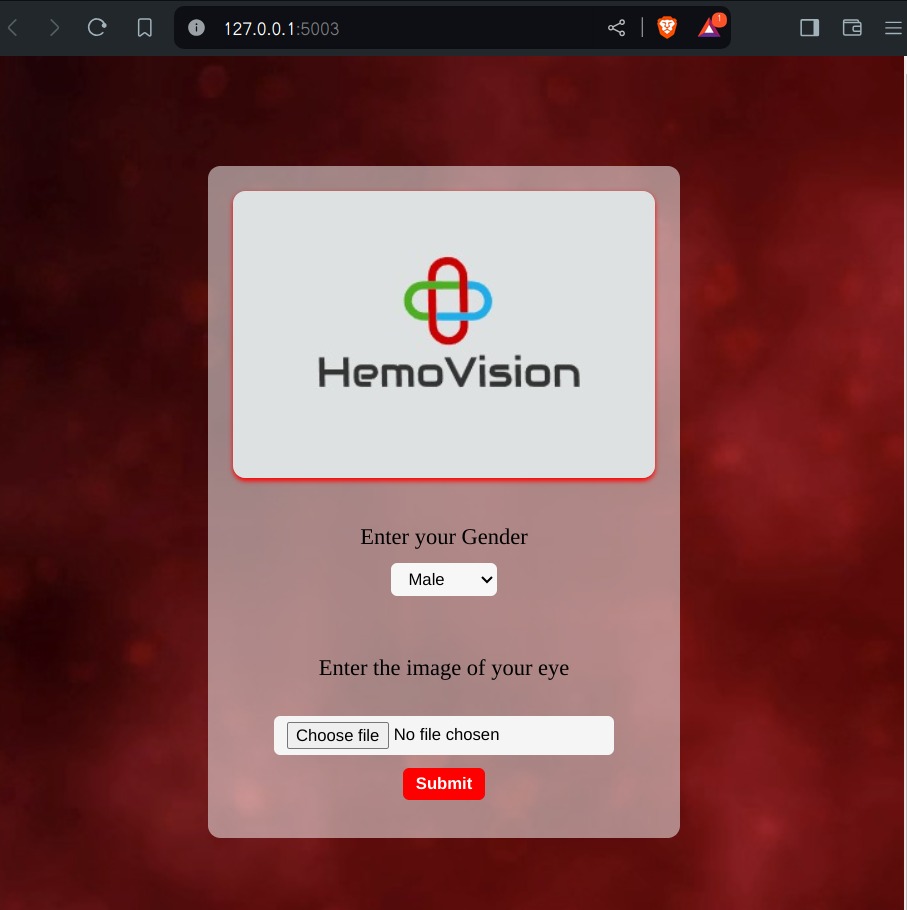 127.0.0.1:5003
1
HemoVision
Enter your Gender
Male
Enter the image of your eye
Choose file No file chosen
Submit